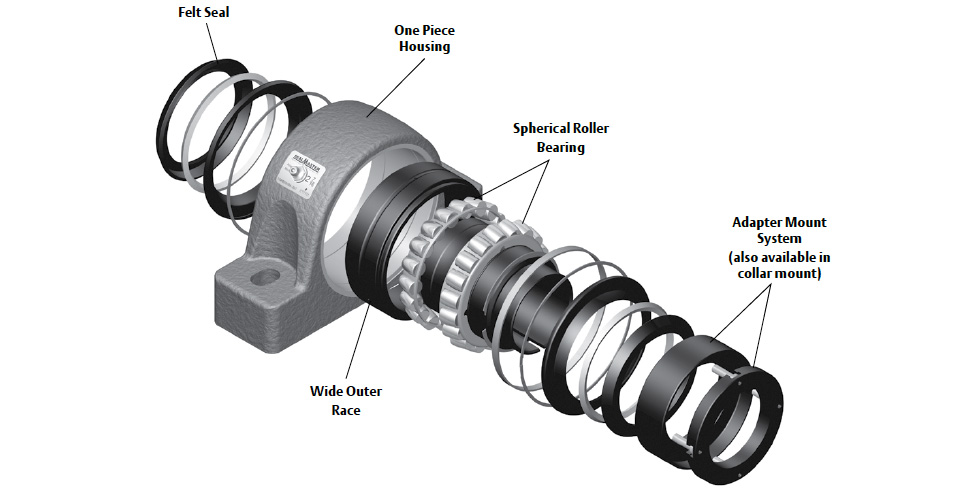 Felt Seal
One Piece
Housing
SEALMASTER
Spherical Roller
Bearing
Adapter Mount
System
(also available in
collar mount)
Wide Outer
Race